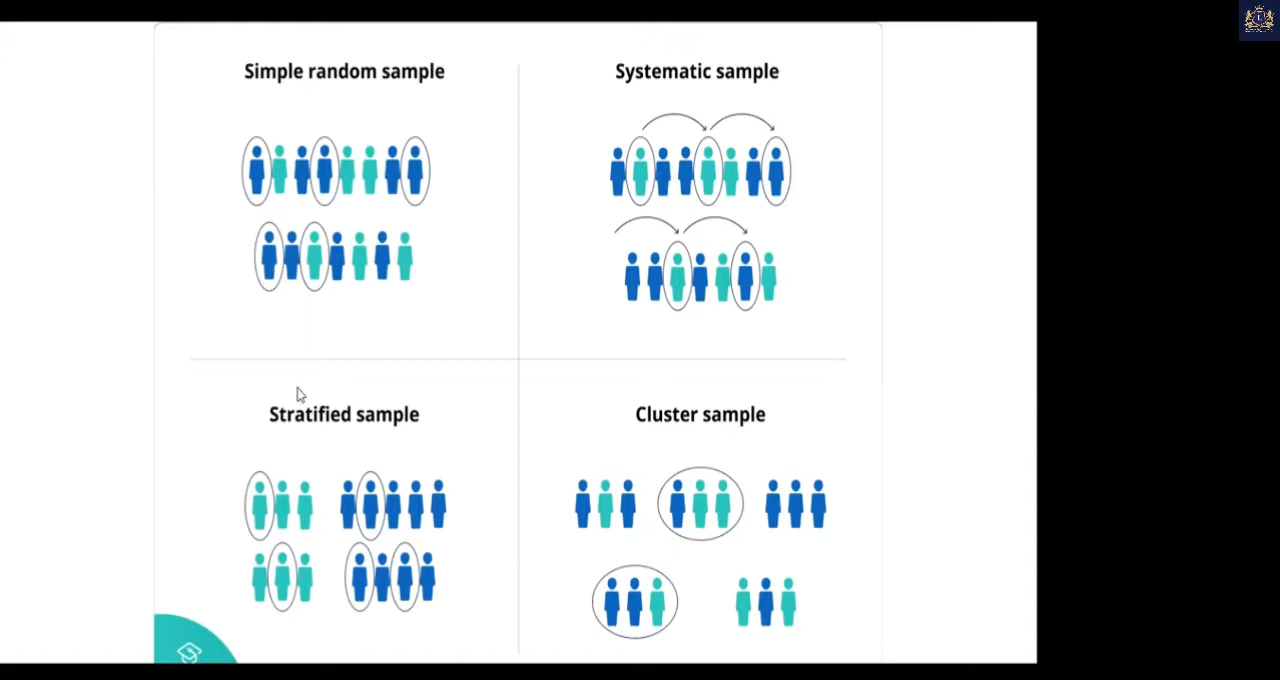 Simple random sample
Systematic sample
Stratified sample
Cluster sample